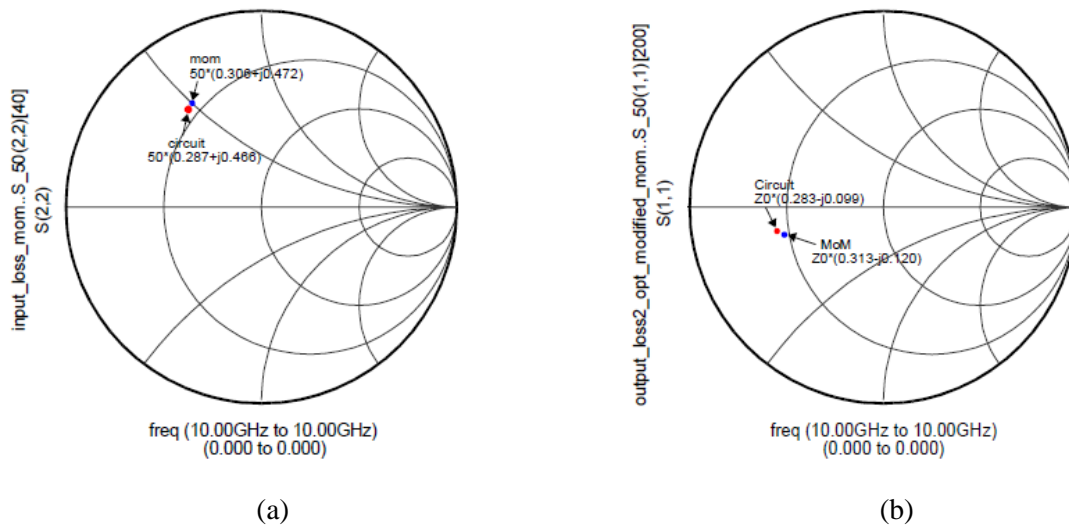 input_loss_mom..S_50(2,2)[40]
S(2,2)
mom
50*(0.306+j0.472)
circuit
50*(0.287+j0.466)
freq (10.00GHz to 10.00GHz)
(0.000 to 0.000)
(a)
output_loss2_opt_modified_mom..S_50(1,1)[200]
S(1,1)
Circuit
Z0*(0.283-j0.099)
MoM
Z0*(0.313-j0.120)
freq (10.00GHz to 10.00GHz)
(0.000 to 0.000)
(b)